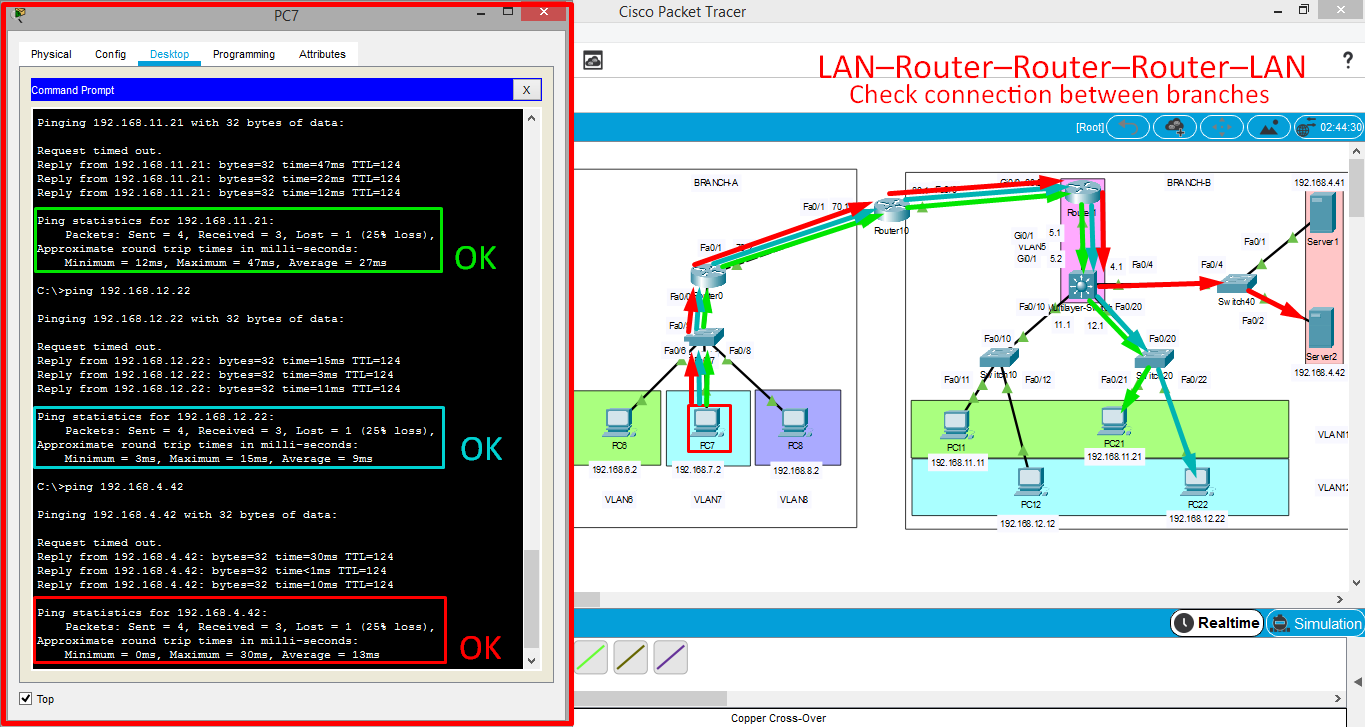 PC7
Cisco Packet Tracer
Physical Config Desktop Programming Attributes
Command Prompt
X
Pinging 192.168.11.21 with 32 bytes of data:
Request timed out.
Reply from 192.168.11.21: bytes=32 time=47ms TTL=124
Reply from 192.168.11.21: bytes=32 time=22ms TTL=124
Reply from 192.168.11.21: bytes=32 time=12ms TTL=124
Ping statistics for 192.168.11.21:
Packets: Sent = 4, Received = 3, Lost = 1 (25% loss),
Approximate round trip times in milli-seconds:
Minimum = 12ms, Maximum = 47ms, Average = 27ms
OK
C:\>ping 192.168.12.22
Pinging 192.168.12.22 with 32 bytes of data:
Request timed out.
Reply from 192.168.12.22: bytes=32 time=15ms TTL=124
Reply from 192.168.12.22: bytes=32 time=3ms TTL=124
Reply from 192.168.12.22: bytes=32 time=11ms TTL=124
Ping statistics for 192.168.12.22:
Packets: Sent = 4, Received = 3, Lost = 1 (25% loss),
Approximate round trip times in milli-seconds:
Minimum = 3ms, Maximum = 15ms, Average = 9ms
OK
C:\>ping 192.168.4.42
Pinging 192.168.4.42 with 32 bytes of data:
Request timed out.
Reply from 192.168.4.42: bytes=32 time=30ms TTL=124
Reply from 192.168.4.42: bytes=32 time<1ms TTL=124
Reply from 192.168.4.42: bytes=32 time=10ms TTL=124
Ping statistics for 192.168.4.42:
Packets: Sent = 4, Received = 3, Lost = 1 (25% loss),
Approximate round trip times in milli-seconds:
Minimum = 0ms, Maximum = 30ms, Average = 13ms
OK
Top
LAN–Router–Router–Router–LAN
?
Check connection between branches
[Root]
02:44:30
BRANCH-A
Fa0/1 70.1
Router10
Fa0/1
Fa0/6 Fa0/8
PC6
PC7
PC8
192.168.6.2
192.168.7.2
192.168.8.2
VLAN6
VLAN7
VLAN8
BRANCH-B
192.168.4.41
Gi0/1 5.1
VLAN5
Gi0/1 5.2
4.1 Fa0/4
Fa0/4
Fa0/1
Server1
Switch40
Fa0/2
Server2
192.168.4.42
Fa0/10
Fa0/20
11.1 12.1
Fa0/10
Fa0/20
Fa0/11 Fa0/12
Fa0/21 Fa0/22
PC11
192.168.11.11
PC21
192.168.11.21
VLAN11
PC12
192.168.12.12
PC22
192.168.12.22
VLAN12
Realtime
Simulation
Copper Cross-Over